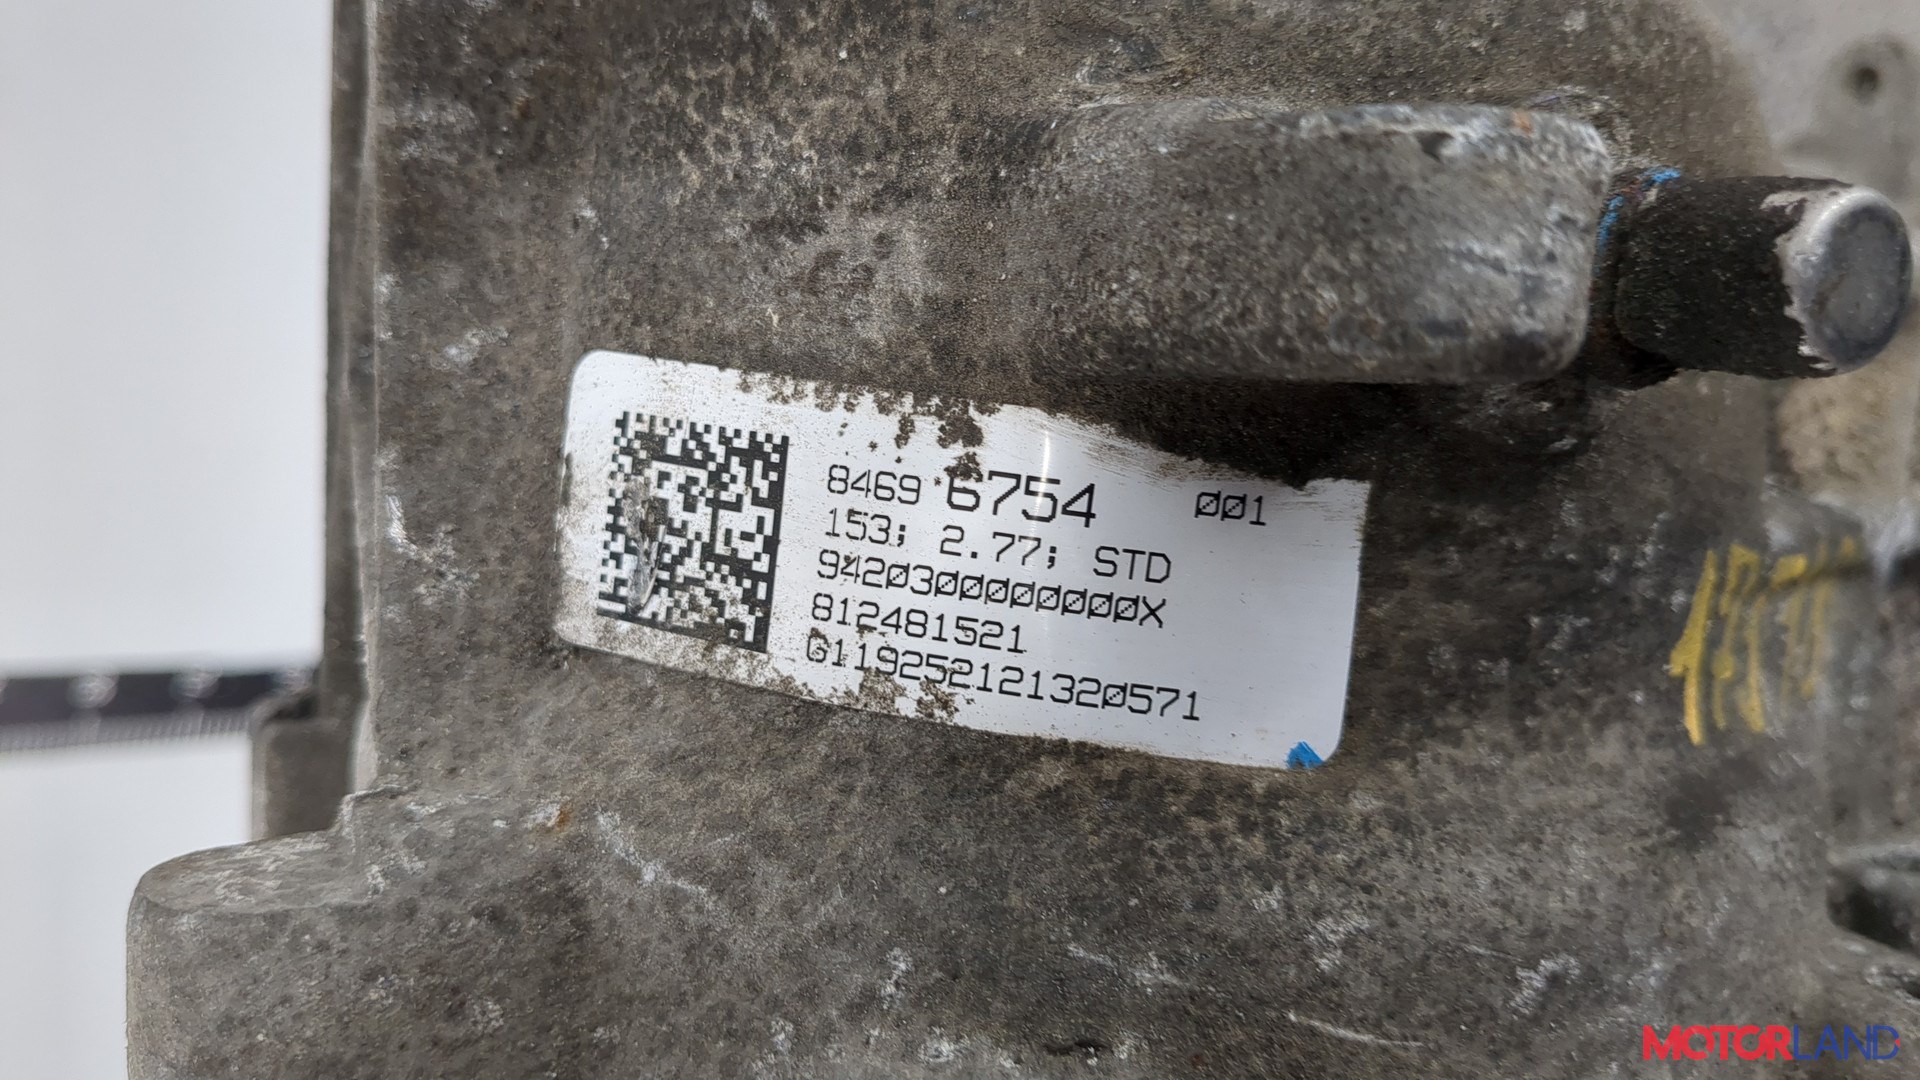 8469 6754 001
153; 2.77; STD
942030000000000X
812481521
G119252121320571
MOTORLAND